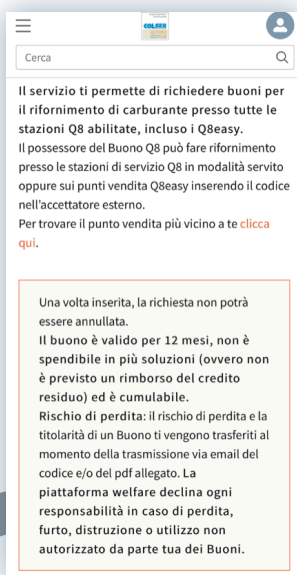 COLSER
Cerca
Il servizio ti permette di richiedere buoni per
il rifornimento di carburante presso tutte le
stazioni Q8 abilitate, incluso i Q8easy.
Il possessore del Buono Q8 può fare rifornimento
presso le stazioni di servizio Q8 in modalità servito
oppure sui punti vendita Q8easy inserendo il codice
nell'accettatore esterno.
Per trovare il punto vendita più vicino a te clicca
qui.
Una volta inserita, la richiesta non potrà
essere annullata.
Il buono è valido per 12 mesi, non è
spendibile in più soluzioni (ovvero non
è previsto un rimborso del credito
residuo) ed è cumulabile.
Rischio di perdita: il rischio di perdita e la
titolarità di un Buono ti vengono trasferiti al
momento della trasmissione via email del
codice e/o del pdf allegato. La
piattaforma welfare declina ogni
responsabilità in caso di perdita,
furto, distruzione o utilizzo non
autorizzato da parte tua dei Buoni.